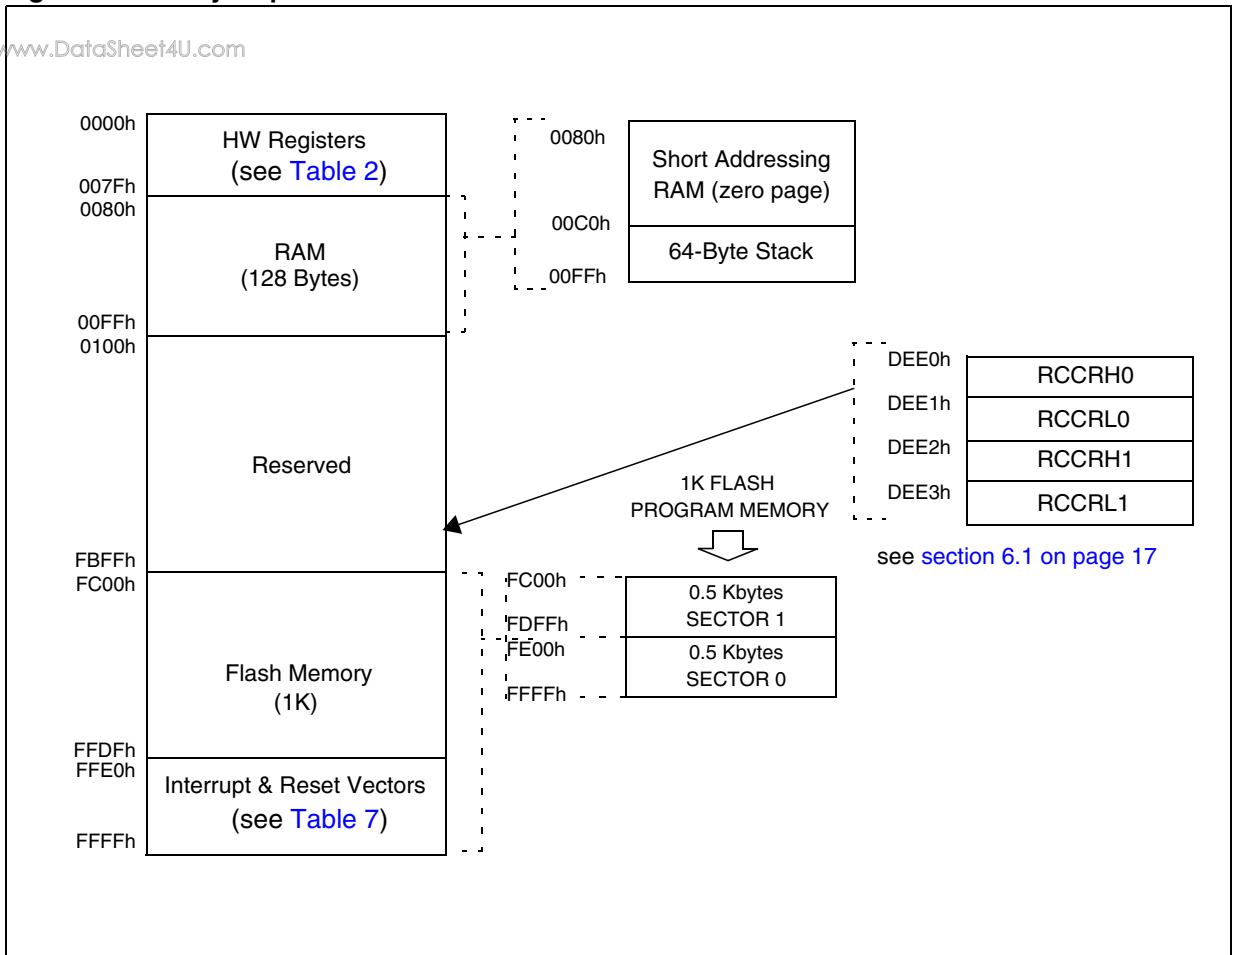 www.DataSheet4U.com
0000h
HW Registers
(see Table 2)
007Fh
0080h
RAM
(128 Bytes)
00FFh
0100h
Reserved
FBFFh
FC00h
Flash Memory
(1K)
FFDFh
FFE0h
Interrupt & Reset Vectors
(see Table 7)
FFFFh
0080h
Short Addressing
RAM (zero page)
00C0h
64-Byte Stack
00FFh
DEE0h
RCCRH0
DEE1h
RCCRL0
DEE2h
RCCRH1
DEE3h
RCCRL1
see section 6.1 on page 17
1K FLASH
PROGRAM MEMORY
FC00h
0.5 Kbytes
SECTOR 1
FDFFh
FE00h
0.5 Kbytes
SECTOR 0
FFFFh